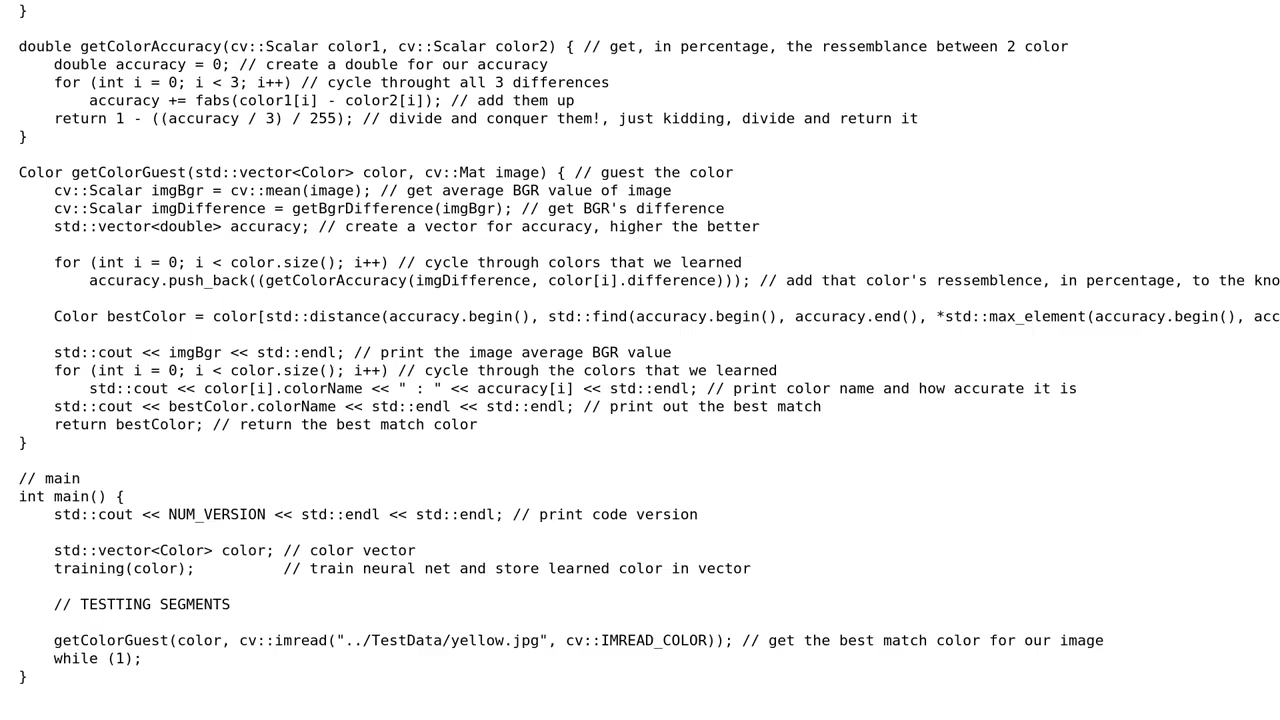 }
double getColorAccuracy(cv::Scalar color1, cv::Scalar color2) { // get, in percentage, the ressemblance between 2 color
    double accuracy = 0; // create a double for our accuracy
    for (int i = 0; i < 3; i++) // cycle throught all 3 differences
        accuracy += fabs(color1[i] - color2[i]); // add them up
    return 1 - ((accuracy / 3) / 255); // divide and conquer them!, just kidding, divide and return it
}
Color getColorGuest(std::vector<Color> color, cv::Mat image) { // guest the color
    cv::Scalar imgBgr = cv::mean(image); // get average BGR value of image
    cv::Scalar imgDifference = getBgrDifference(imgBgr); // get BGR's difference
    std::vector<double> accuracy; // create a vector for accuracy, higher the better
    for (int i = 0; i < color.size(); i++) // cycle through colors that we learned
        accuracy.push_back((getColorAccuracy(imgDifference, color[i].difference))); // add that color's ressemblence, in percentage, to the kno
    Color bestColor = color[std::distance(accuracy.begin(), std::find(accuracy.begin(), accuracy.end(), *std::max_element(accuracy.begin(), acc
    std::cout << imgBgr << std::endl; // print the image average BGR value
    for (int i = 0; i < color.size(); i++) // cycle through the colors that we learned
        std::cout << color[i].colorName << " : " << accuracy[i] << std::endl; // print color name and how accurate it is
    std::cout << bestColor.colorName << std::endl << std::endl; // print out the best match
    return bestColor; // return the best match color
}
// main
int main() {
    std::cout << NUM_VERSION << std::endl << std::endl; // print code version
    std::vector<Color> color; // color vector
    training(color);          // train neural net and store learned color in vector
    // TESTTING SEGMENTS
    getColorGuest(color, cv::imread("../TestData/yellow.jpg", cv::IMREAD_COLOR)); // get the best match color for our image
    while (1);
}